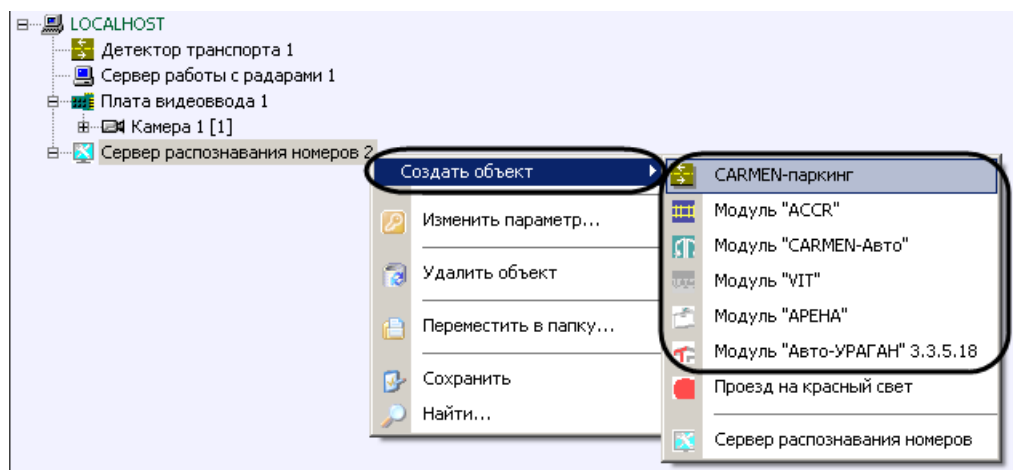 LOCALHOST
Детектор транспорта 1
Сервер работы с радарами 1
Плата видеоввода 1
Камера 1 [1]
Сервер распознавания номеров 2
Создать объект
Изменить параметр...
Удалить объект
Переместить в папку...
Сохранить
Найти...
CARMEN-паркинг
Модуль "ACCR"
Модуль "CARMEN-Авто"
Модуль "VIT"
Модуль "АРЕНА"
Модуль "Авто-УРАГАН" 3.3.5.18
Проезд на красный свет
Сервер распознавания номеров